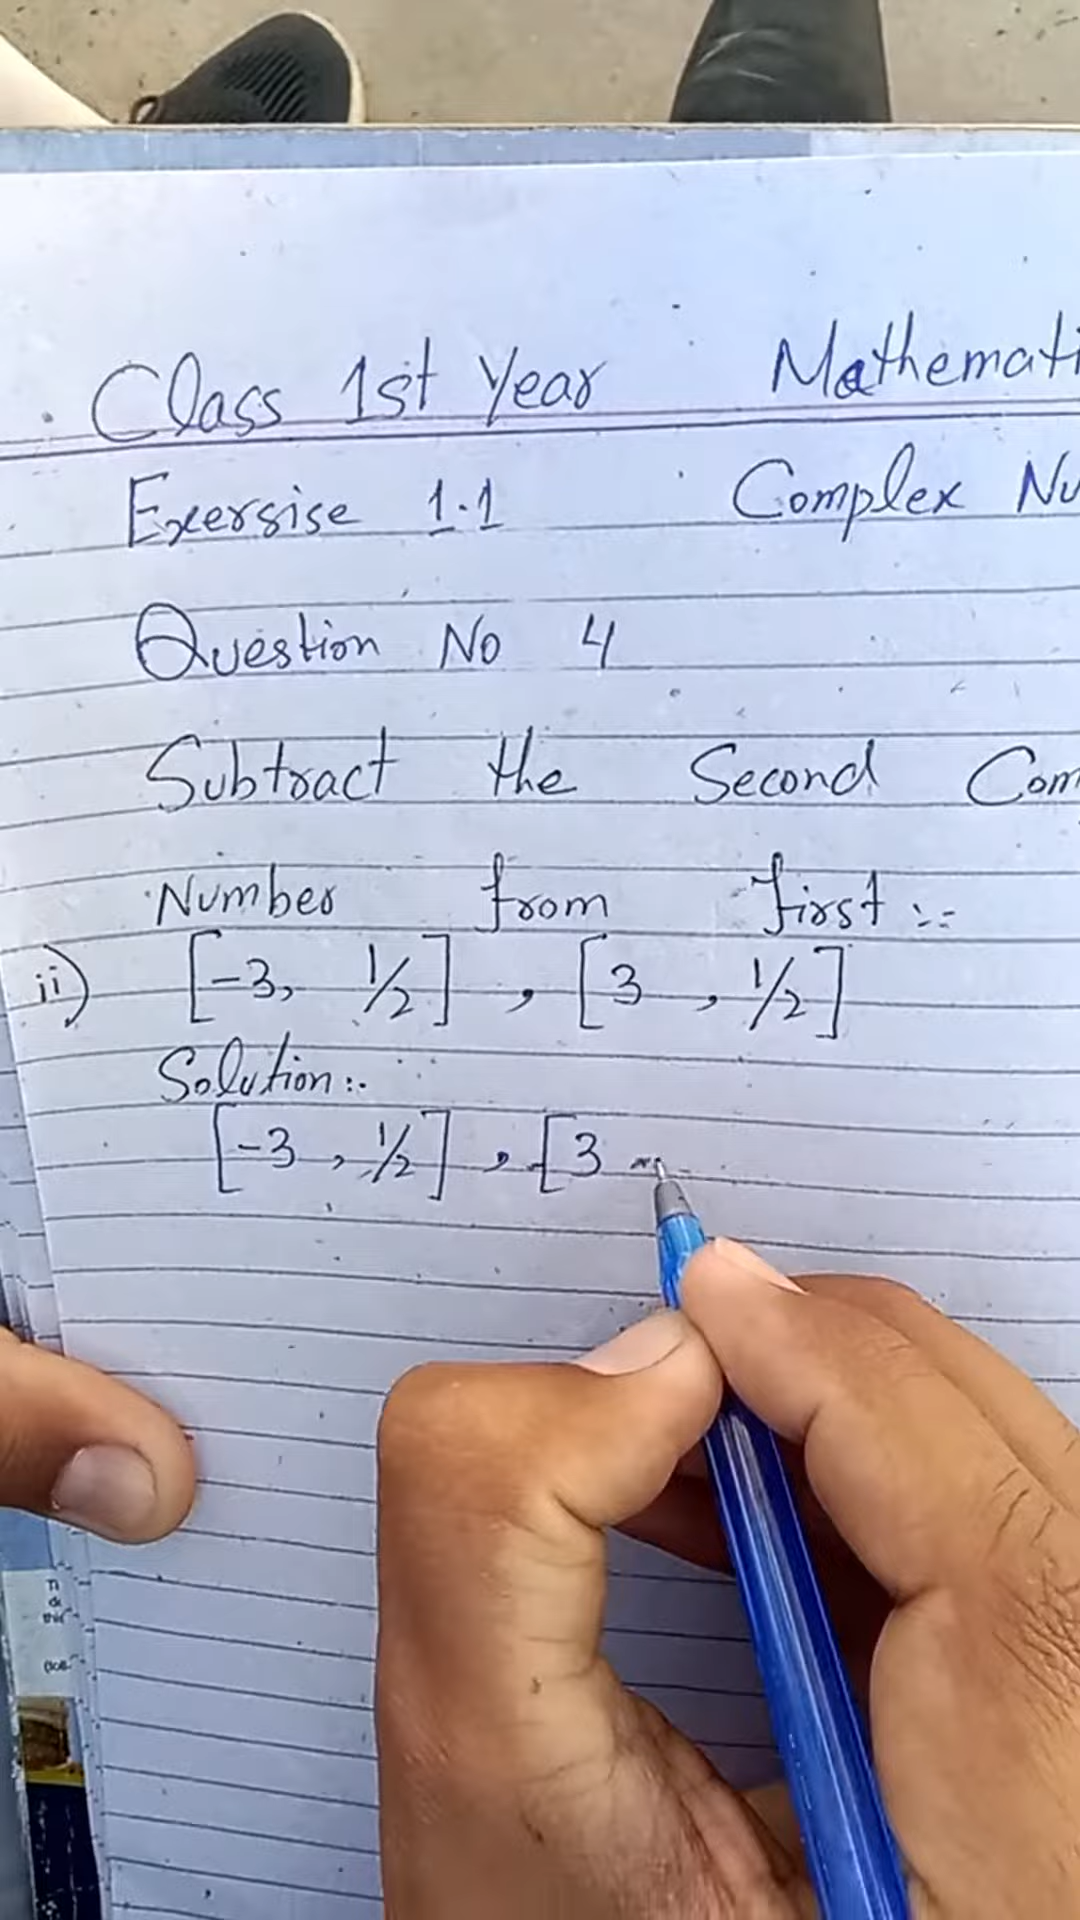 Class 1st Year Mathemati
Exersise 1.1 Complex Nu
Question No 4
Subtract the Second Com
Number from first :-
ii) [-3, 1/2] , [3 , 1/2]
Solution :-
[-3 , 1/2] , [3